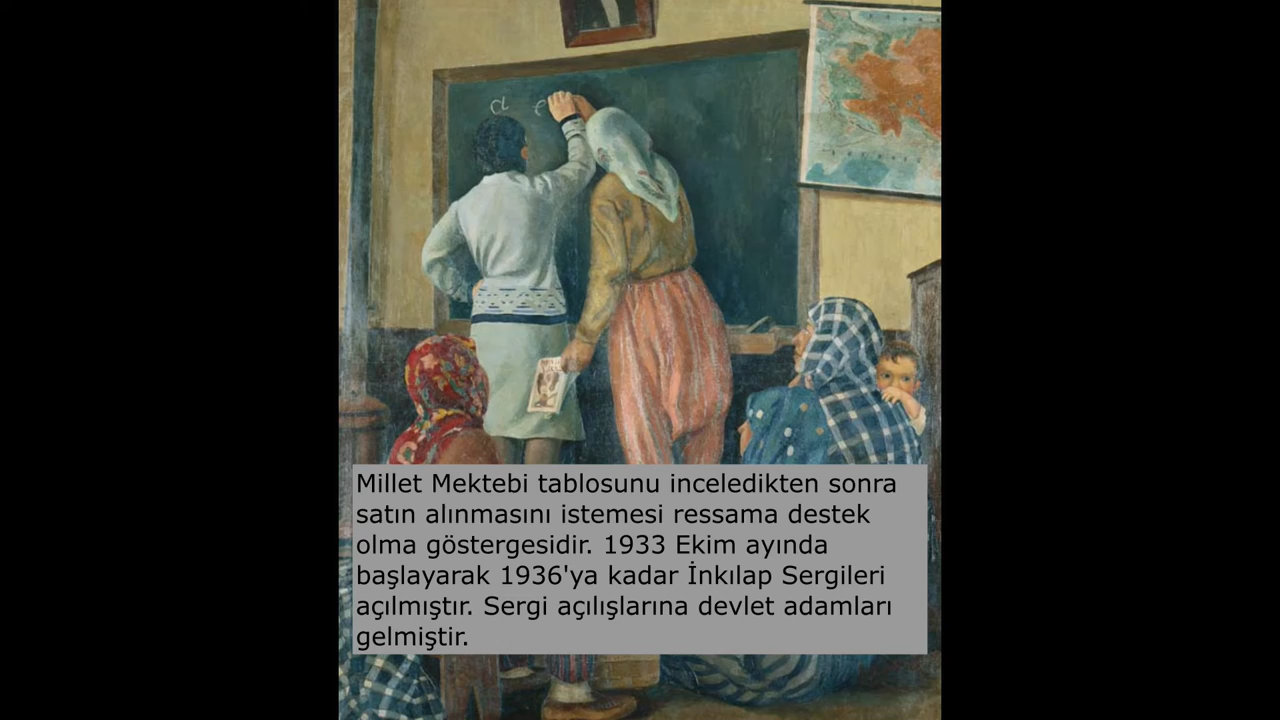 a e
Millet Mektebi tablosunu inceledikten sonra
satın alınmasını istemesi ressama destek
olma göstergesidir. 1933 Ekim ayında
başlayarak 1936'ya kadar İnkılap Sergileri
açılmıştır. Sergi açılışlarına devlet adamları
gelmiştir.